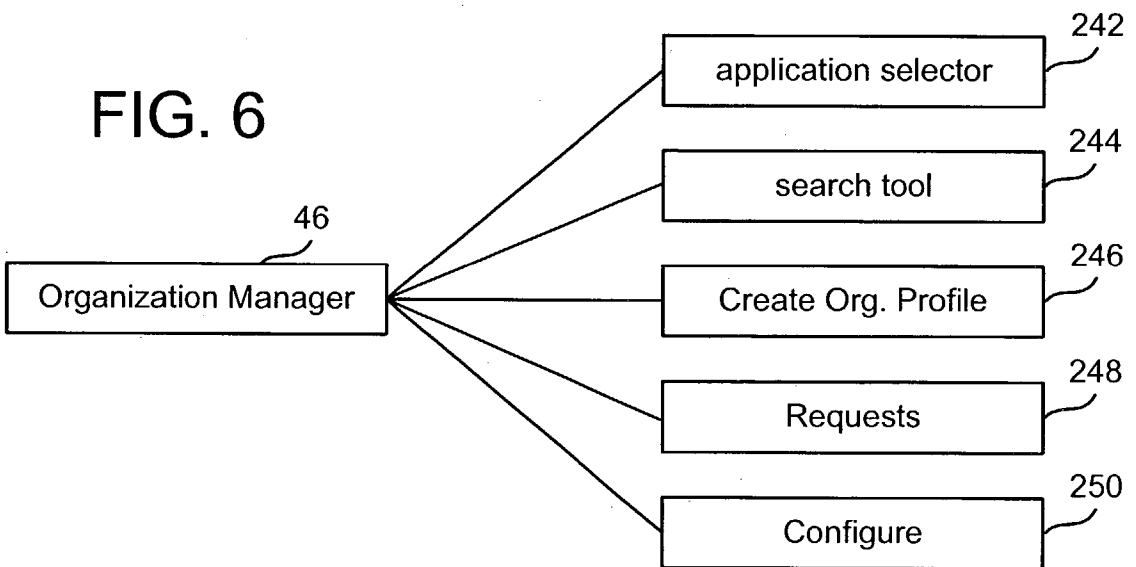 FIG. 6
46
Organization Manager
242
application selector
244
search tool
246
Create Org. Profile
248
Requests
250
Configure